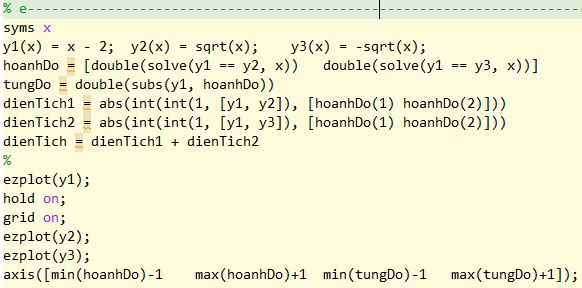 % e--------------------------------------------------------------------
syms x
y1(x) = x - 2;  y2(x) = sqrt(x);    y3(x) = -sqrt(x);
hoanhDo = [double(solve(y1 == y2, x))   double(solve(y1 == y3, x))]
tungDo = double(subs(y1, hoanhDo))
dienTich1 = abs(int(int(1, [y1, y2]), [hoanhDo(1) hoanhDo(2)]))
dienTich2 = abs(int(int(1, [y1, y3]), [hoanhDo(1) hoanhDo(2)]))
dienTich = dienTich1 + dienTich2
%
ezplot(y1);
hold on;
grid on;
ezplot(y2);
ezplot(y3);
axis([min(hoanhDo)-1    max(hoanhDo)+1  min(tungDo)-1   max(tungDo)+1]);